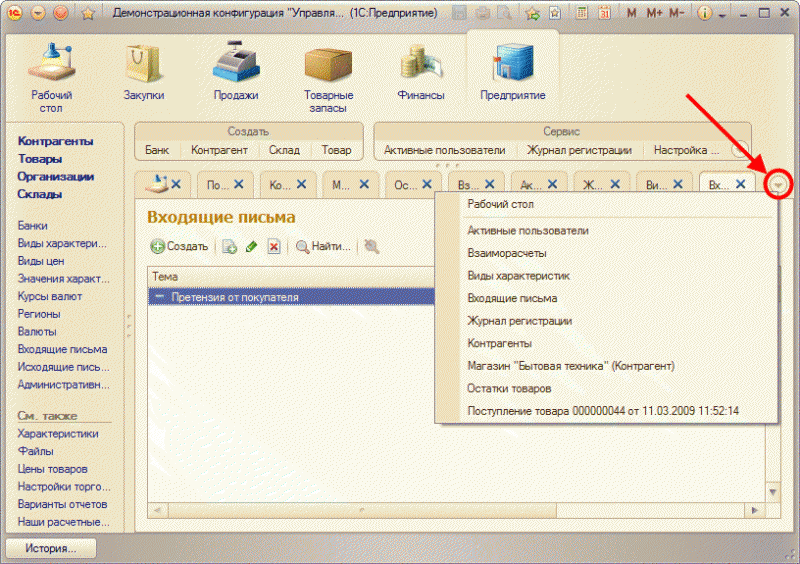 Демонстрационная конфигурация "Управля... (1С:Предприятие)
M M+ M-
Рабочий
стол
Закупки
Продажи
Товарные
запасы
Финансы
Предприятие
Контрагенты
Товары
Организации
Склады
Банки
Виды характери...
Виды цен
Значения характ...
Курсы валют
Регионы
Валюты
Входящие письма
Исходящие пись...
Административн...
См. также
Характеристики
Файлы
Цены товаров
Настройки торго...
Варианты отчетов
Наши расчетные...
Создать
Банк Контрагент Склад Товар
Сервис
Активные пользователи Журнал регистрации Настройка ...
По... Ко... М... Ос... Вз... Ак... Ж... Ви... Вх...
Входящие письма
Создать Найти...
Тема
Претензия от покупателя
Рабочий стол
Активные пользователи
Взаиморасчеты
Виды характеристик
Входящие письма
Журнал регистрации
Контрагенты
Магазин "Бытовая техника" (Контрагент)
Остатки товаров
Поступление товара 000000044 от 11.03.2009 11:52:14
История...